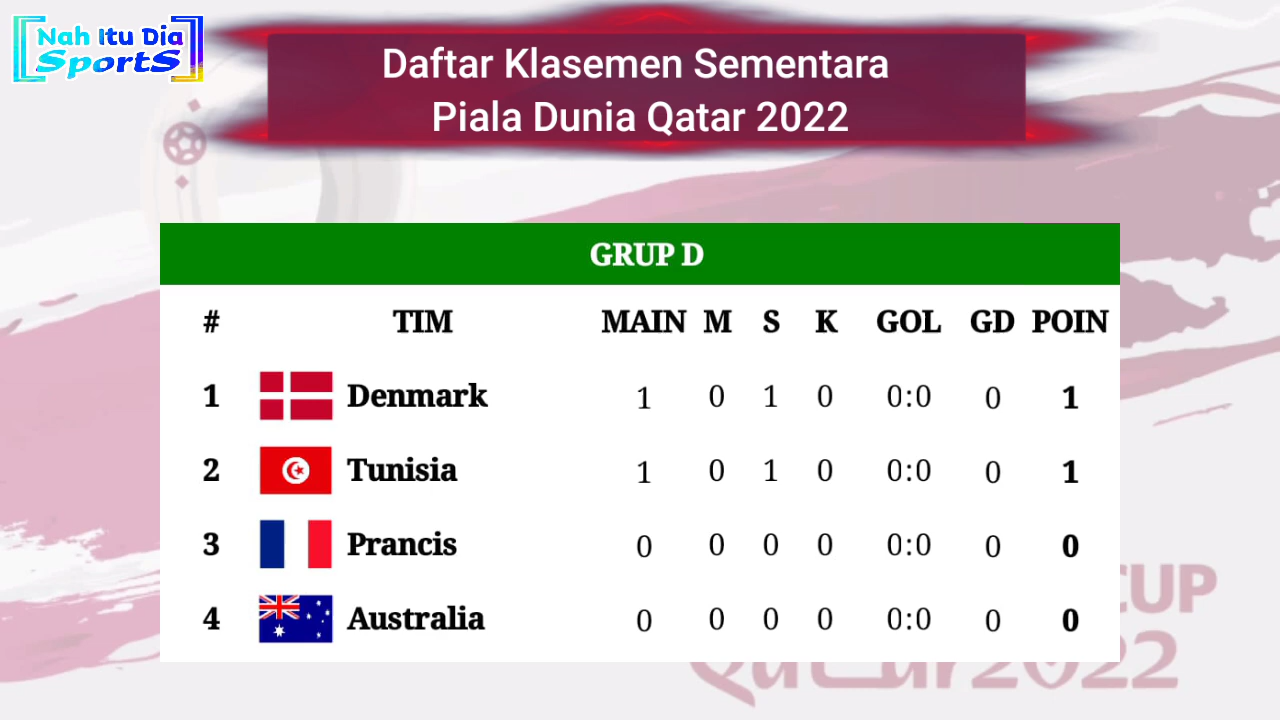 Nah Itu Dia
Sports
Daftar Klasemen Sementara
Piala Dunia Qatar 2022
GRUP D
# TIM MAIN M S K GOL GD POIN
1 Denmark 1 0 1 0 0:0 0 1
2 Tunisia 1 0 1 0 0:0 0 1
3 Prancis 0 0 0 0 0:0 0 0
4 Australia 0 0 0 0 0:0 0 0
CUP
Qatar2022